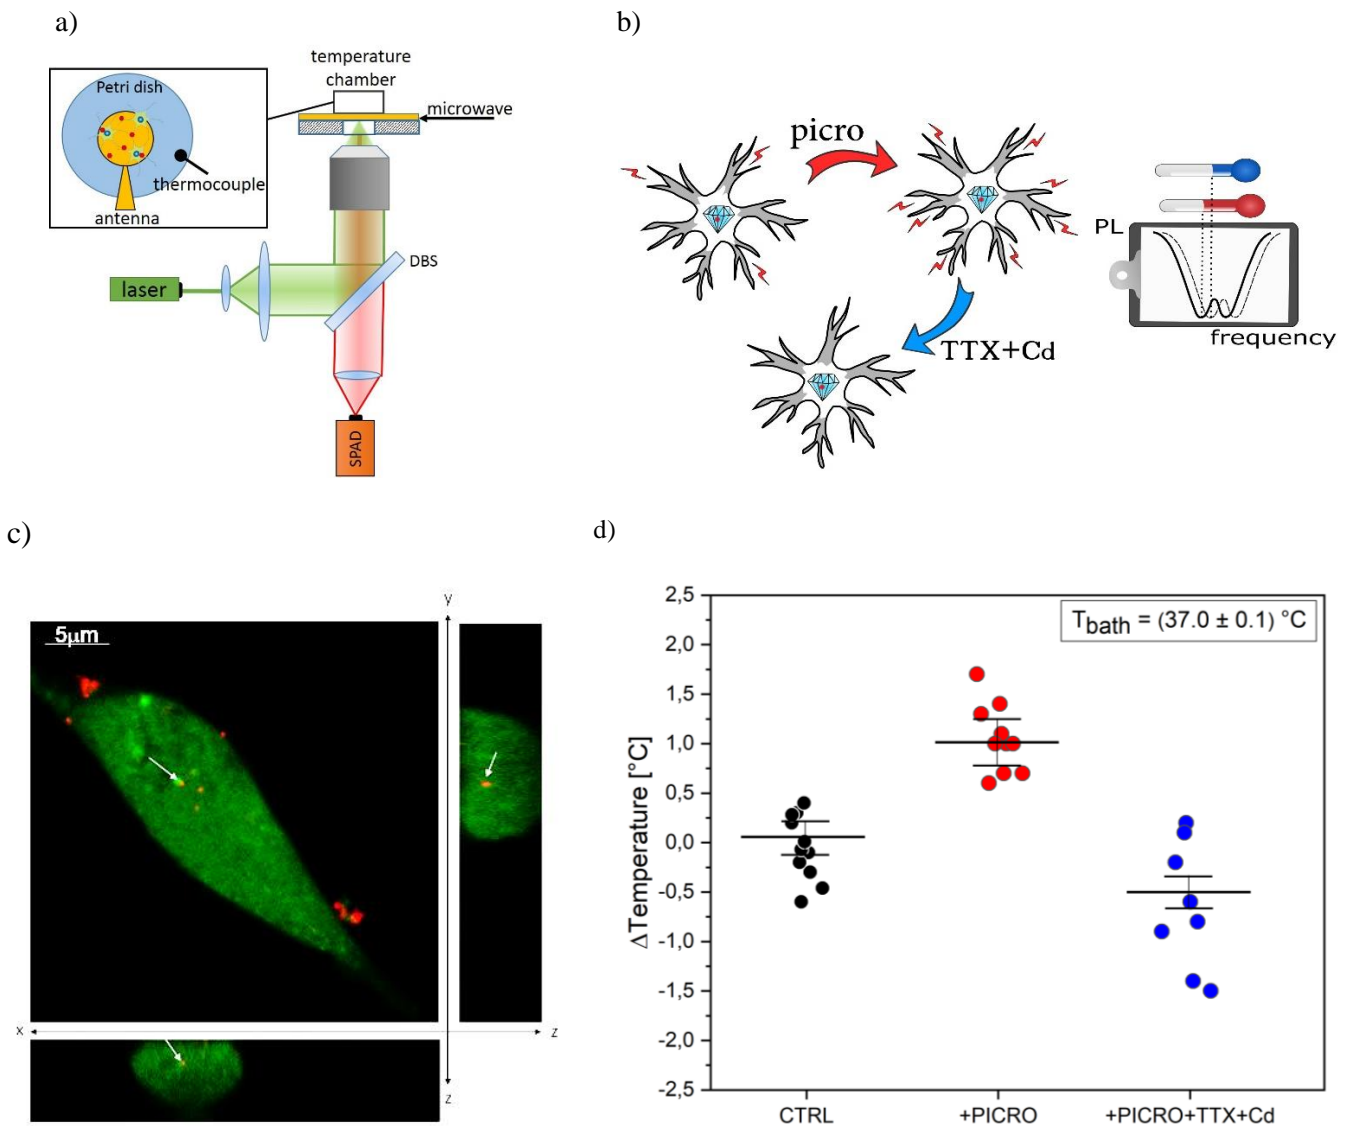 a)
temperature
chamber
Petri dish
microwave
thermocouple
antenna
DBS
laser
SPAD
b)
picro
PL
TTX+Cd
frequency
c)
5μm
y
x
z
z
d)
2,5
2,0
1,5
1,0
0,5
0,0
-0,5
-1,0
-1,5
-2,0
-2,5
ΔTemperature [°C]
Tbath = (37.0 ± 0.1) °C
CTRL
+PICRO
+PICRO+TTX+Cd